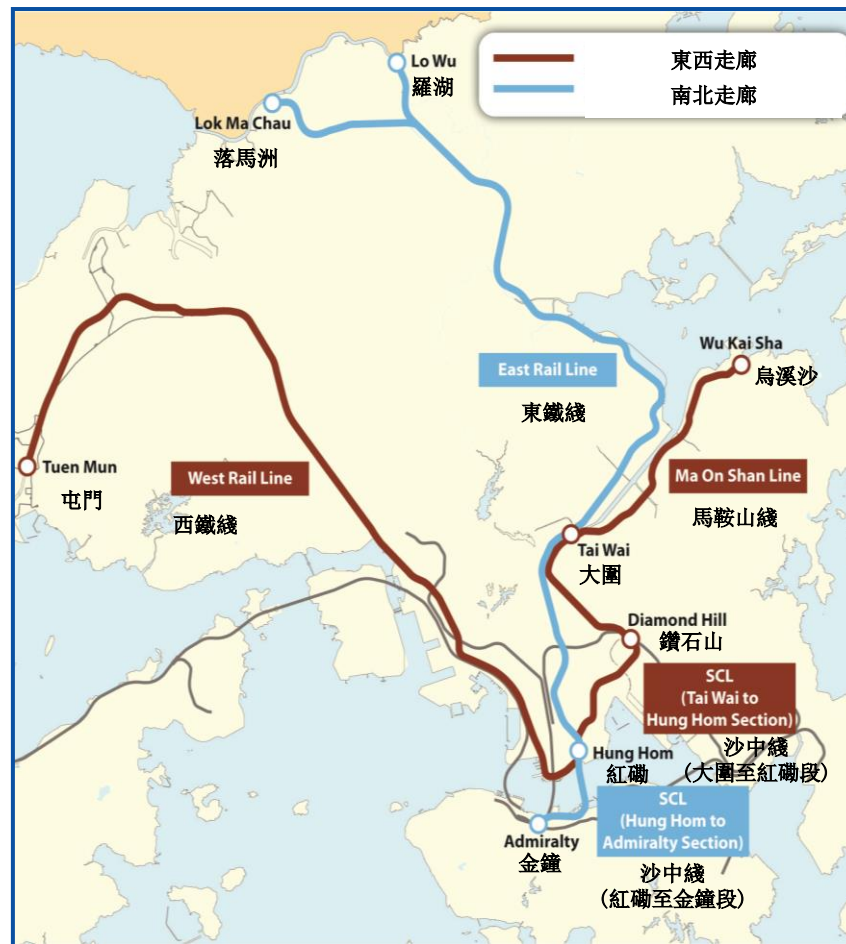 東西走廊
南北走廊
Lo Wu
羅湖
Lok Ma Chau
落馬洲
Wu Kai Sha
烏溪沙
East Rail Line
東鐵綫
Tuen Mun
屯門
West Rail Line
西鐵綫
Ma On Shan Line
馬鞍山綫
Tai Wai
大圍
Diamond Hill
鑽石山
SCL
(Tai Wai to
Hung Hom Section)
沙中綫
(大圍至紅磡段)
Hung Hom
紅磡
SCL
(Hung Hom to
Admiralty Section)
沙中綫
(紅磡至金鐘段)
Admiralty
金鐘